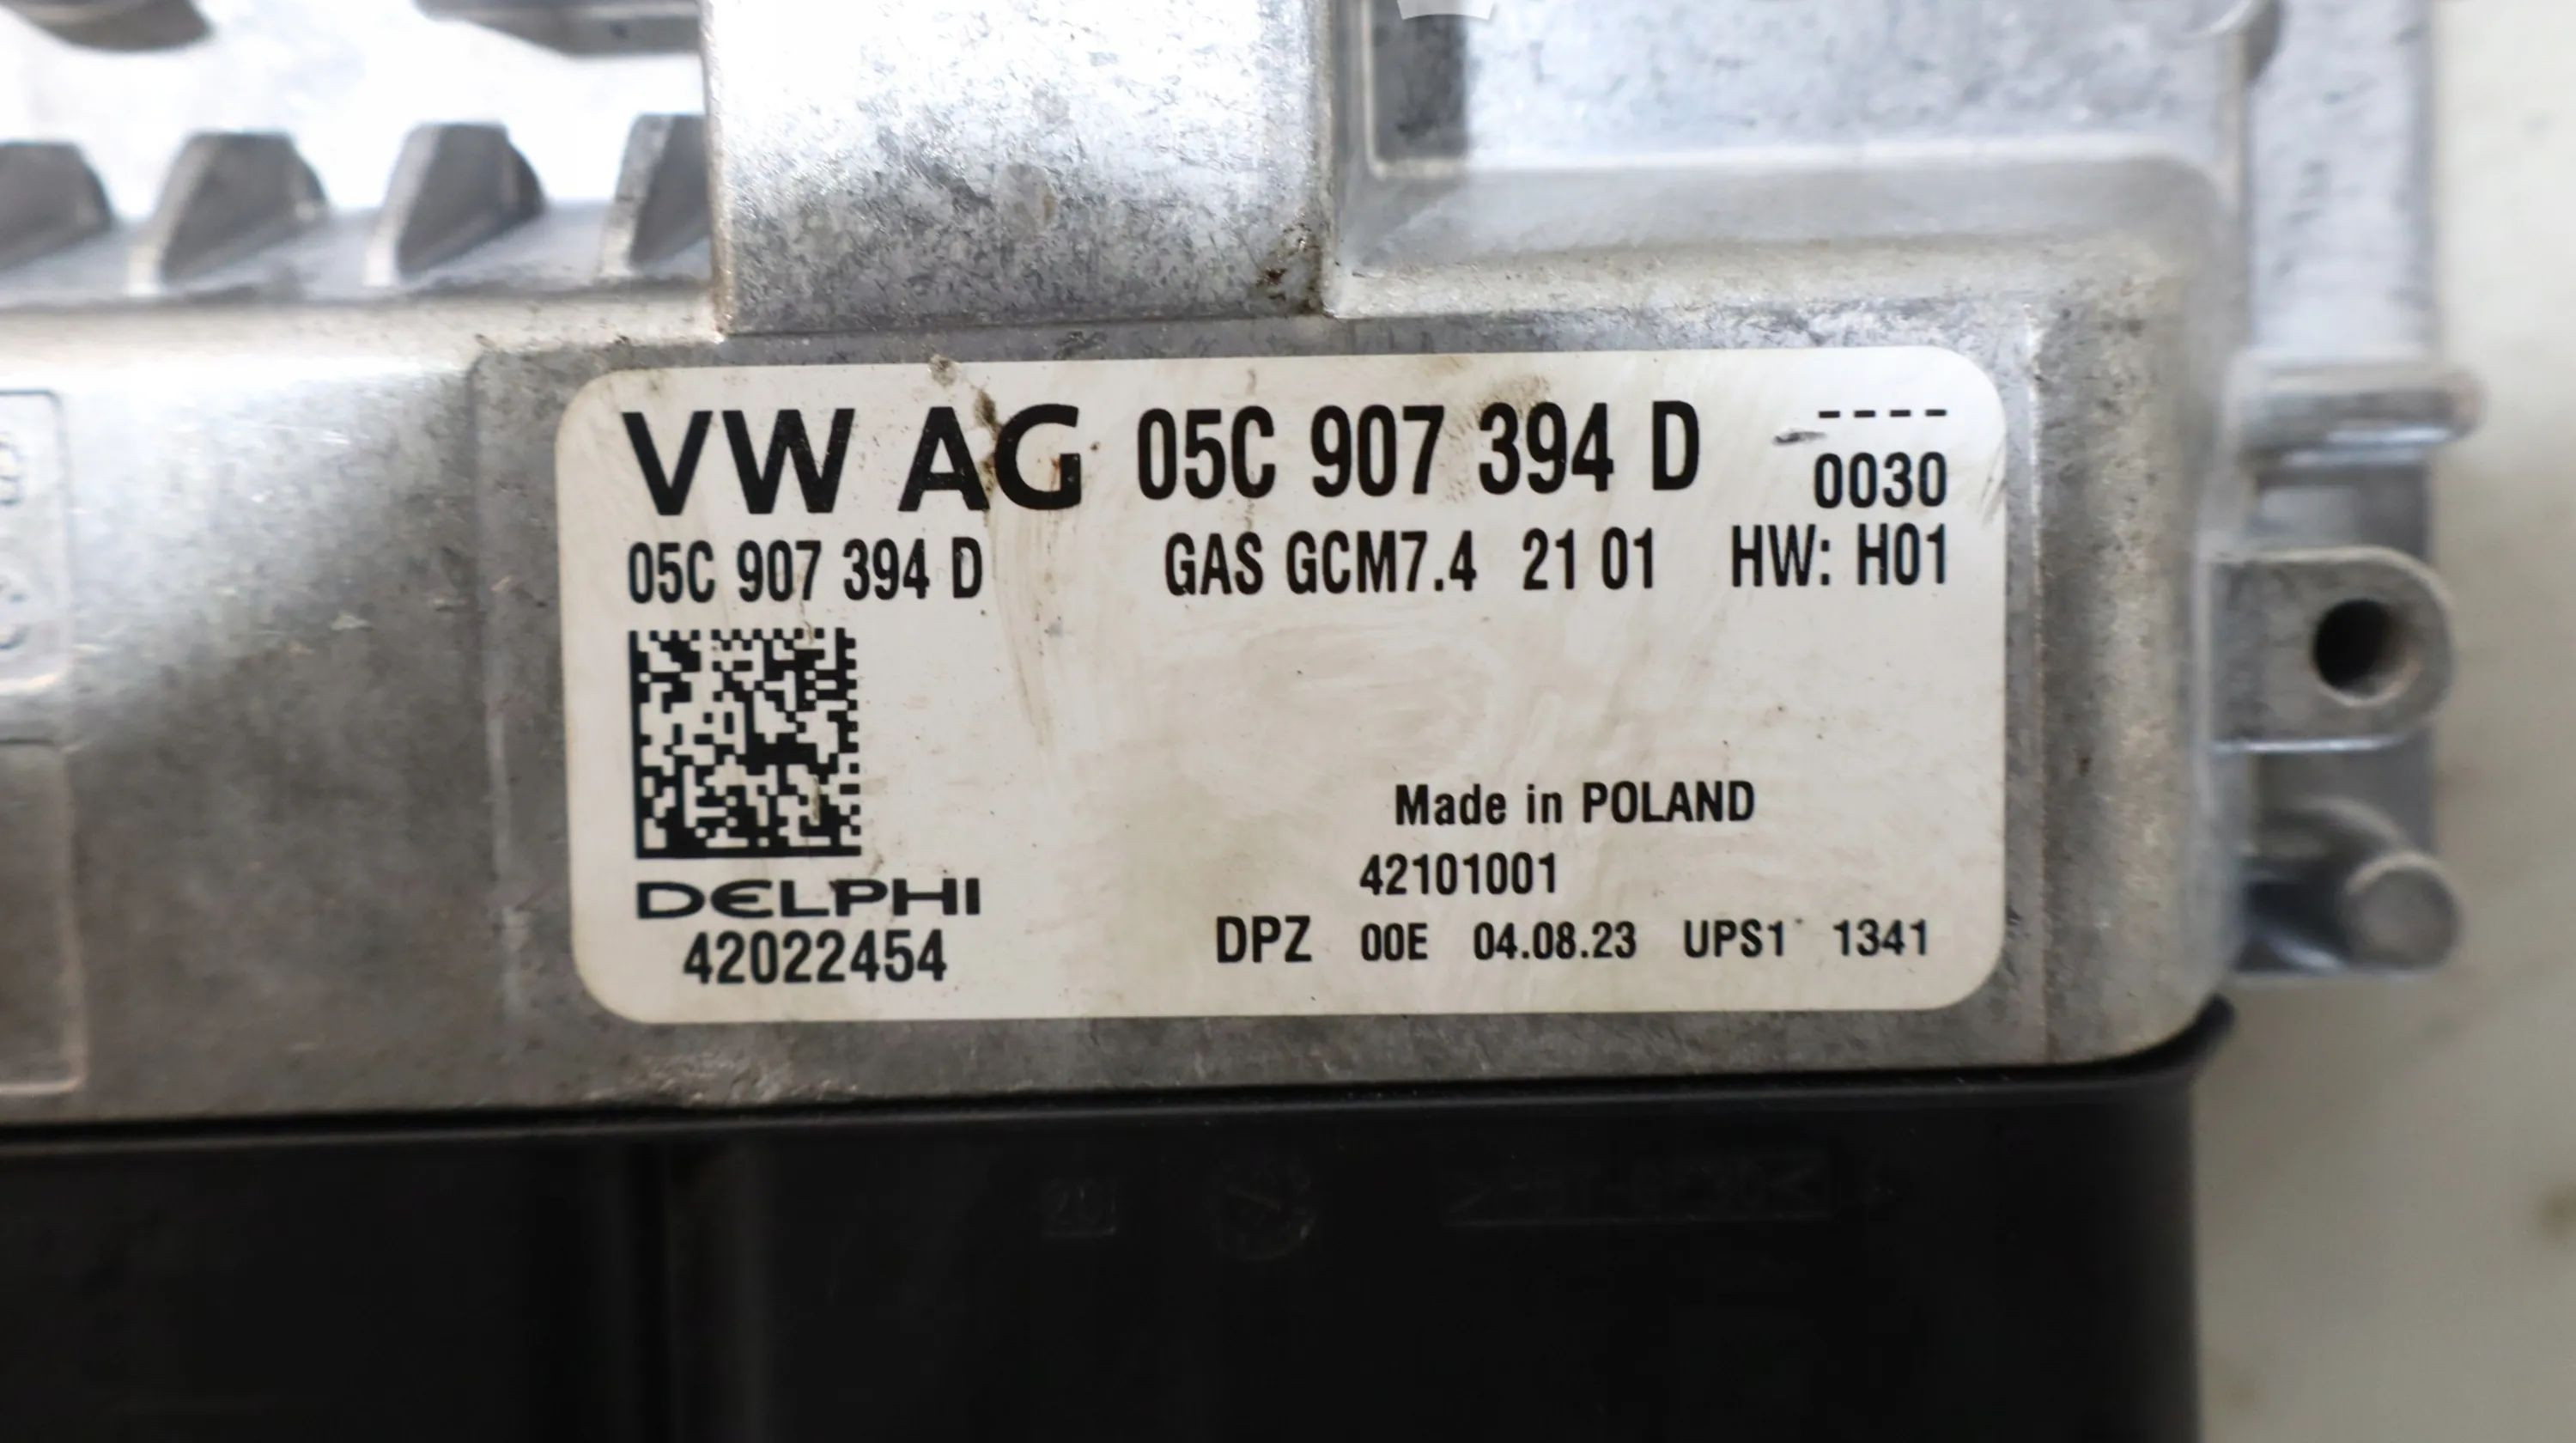 VW AG 05C 907 394 D ----
0030
05C 907 394 D GAS GCM7.4 21 01 HW: H01
Made in POLAND
42101001
DELPHI
42022454
DPZ 00E 04.08.23 UPS1 1341